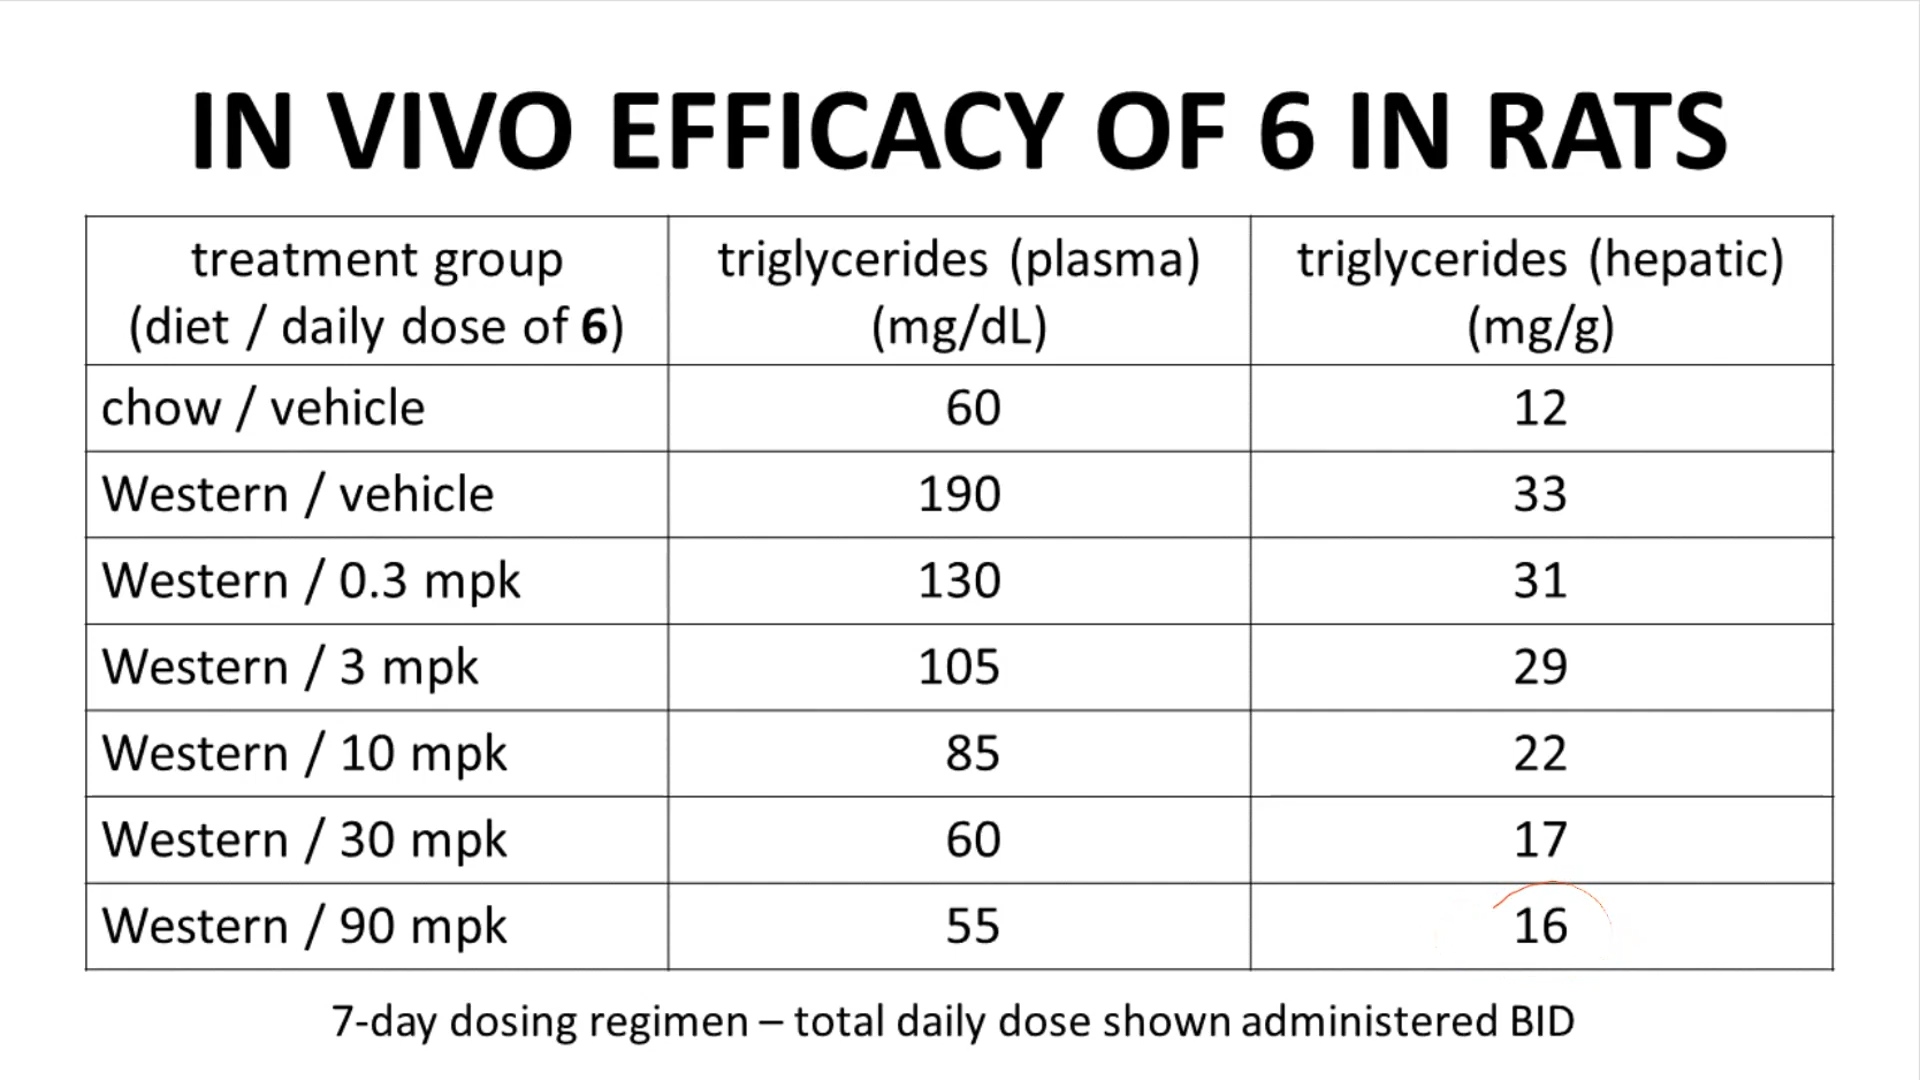 IN VIVO EFFICACY OF 6 IN RATS
treatment group (diet / daily dose of 6) triglycerides (plasma) (mg/dL) triglycerides (hepatic) (mg/g)
chow / vehicle 60 12
Western / vehicle 190 33
Western / 0.3 mpk 130 31
Western / 3 mpk 105 29
Western / 10 mpk 85 22
Western / 30 mpk 60 17
Western / 90 mpk 55 16
7-day dosing regimen – total daily dose shown administered BID